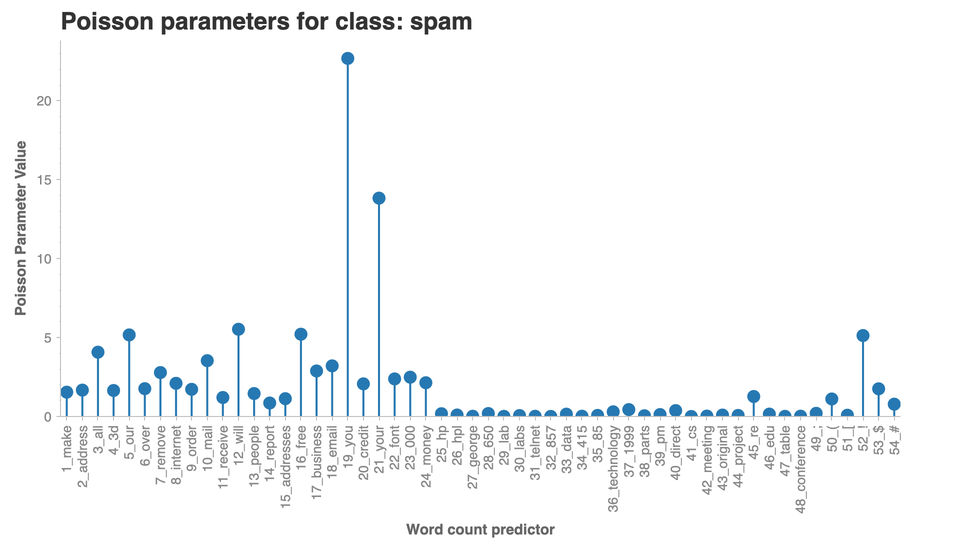 Poisson parameters for class: spam
Poisson Parameter Value
20
15
10
5
0
1_make
2_address
3_all
4_3d
5_our
6_over
7_remove
8_internet
9_order
10_mail
11_receive
12_will
13_people
14_report
15_addresses
16_free
17_business
18_email
19_you
20_credit
21_your
22_font
23_000
24_money
25_hp
26_hpl
27_george
28_650
29_lab
30_labs
31_telnet
32_857
33_data
34_415
35_85
36_technology
37_1999
38_parts
39_pm
40_direct
41_cs
42_meeting
43_original
44_project
45_re
46_edu
47_table
48_conference
49_;
50_(
51_[
52_!
53_$
54_#
Word count predictor